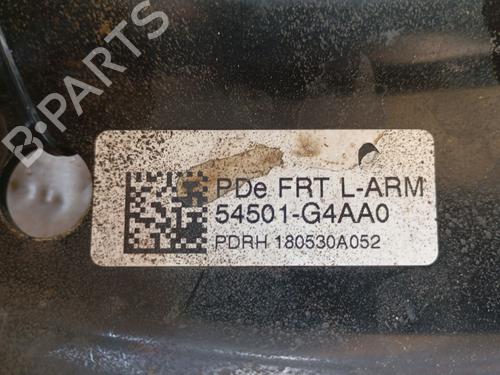 B-PARTS
PDe FRT L-ARM
54501-G4AA0
PDRH 180530A052